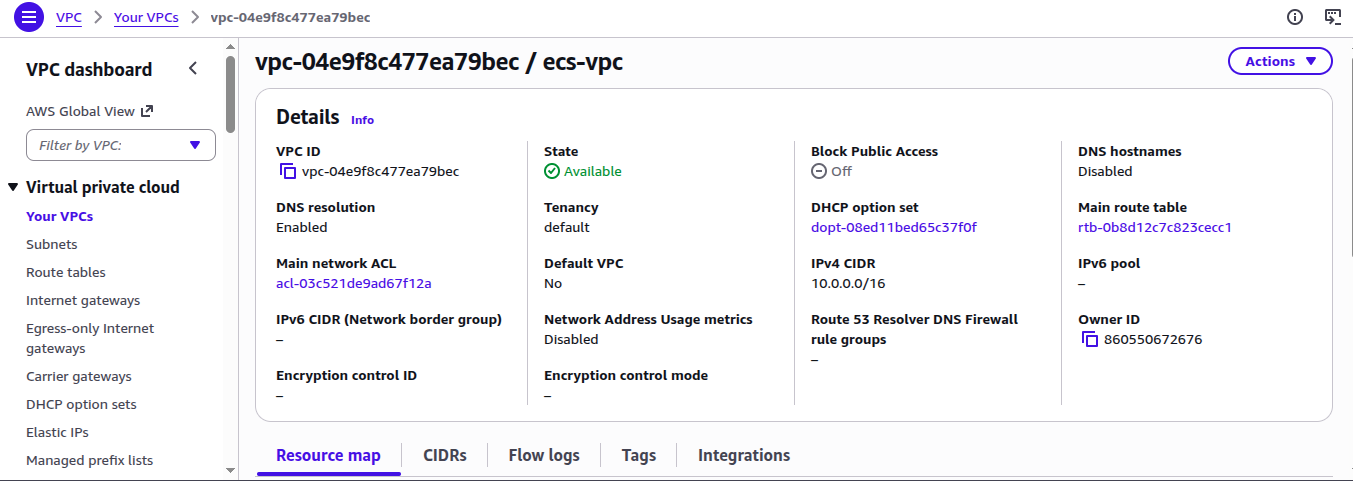 VPC > Your VPCs > vpc-04e9f8c477ea79bec
VPC dashboard
AWS Global View
Filter by VPC:
Virtual private cloud
Your VPCs
Subnets
Route tables
Internet gateways
Egress-only Internet
gateways
Carrier gateways
DHCP option sets
Elastic IPs
Managed prefix lists
vpc-04e9f8c477ea79bec / ecs-vpc
Actions
Details Info
VPC ID
vpc-04e9f8c477ea79bec
State
Available
Block Public Access
Off
DNS hostnames
Disabled
DNS resolution
Enabled
Tenancy
default
DHCP option set
dopt-08ed11bed65c37f0f
Main route table
rtb-0b8d12c7c823cecc1
Main network ACL
acl-03c521de9ad67f12a
Default VPC
No
IPv4 CIDR
10.0.0.0/16
IPv6 pool
–
IPv6 CIDR (Network border group)
–
Network Address Usage metrics
Disabled
Route 53 Resolver DNS Firewall
rule groups
–
Owner ID
860550672676
Encryption control ID
–
Encryption control mode
–
Resource map
CIDRs
Flow logs
Tags
Integrations